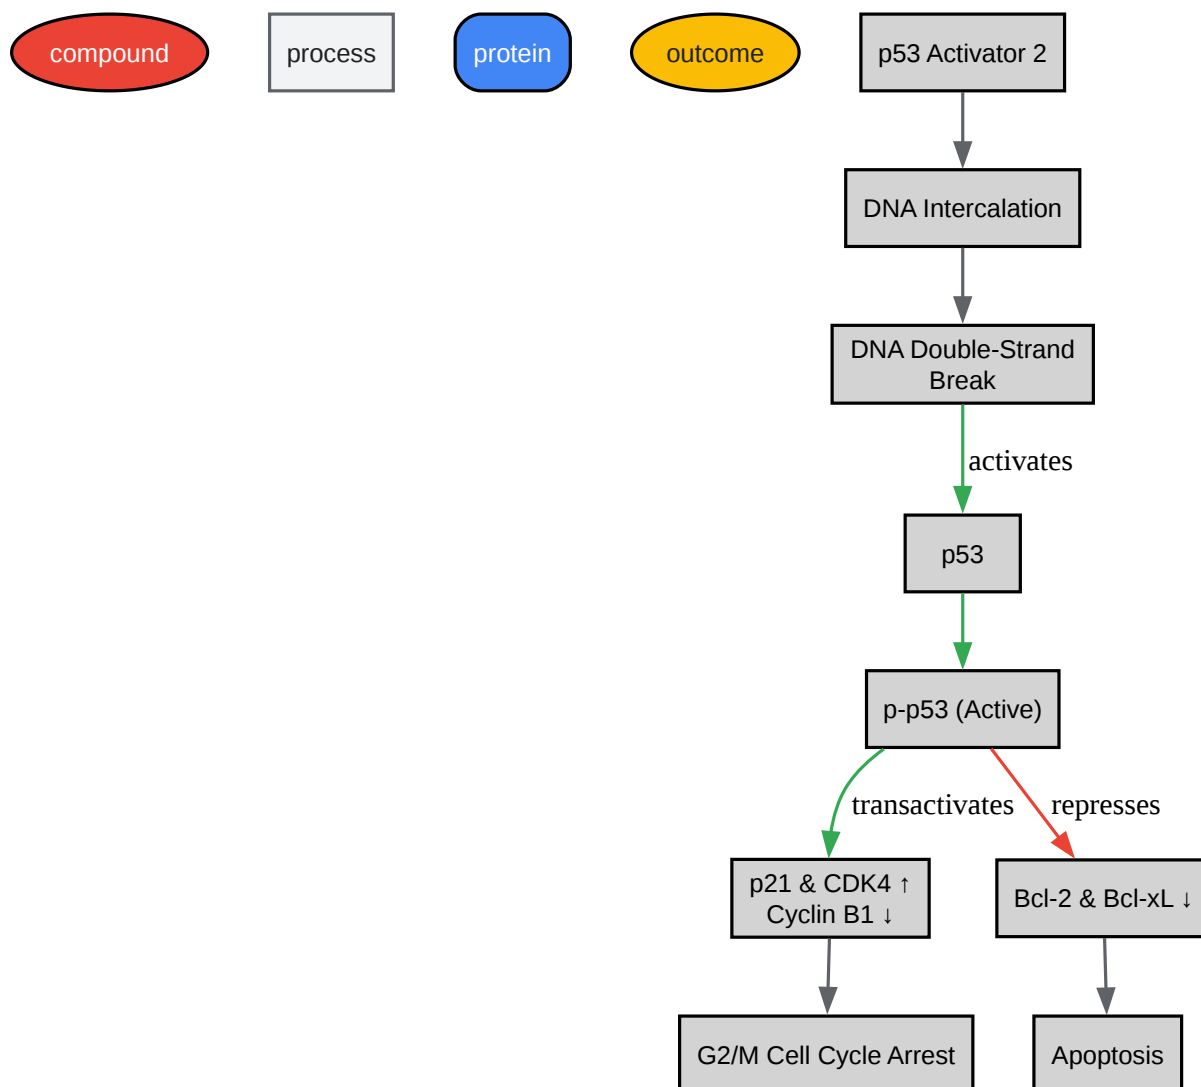 compound
process
protein
outcome
p53 Activator 2
DNA Intercalation
DNA Double-Strand
Break
activates
p53
p-p53 (Active)
transactivates
represses
p21 & CDK4 ↑
Cyclin B1 ↓
Bcl-2 & Bcl-xL ↓
G2/M Cell Cycle Arrest
Apoptosis